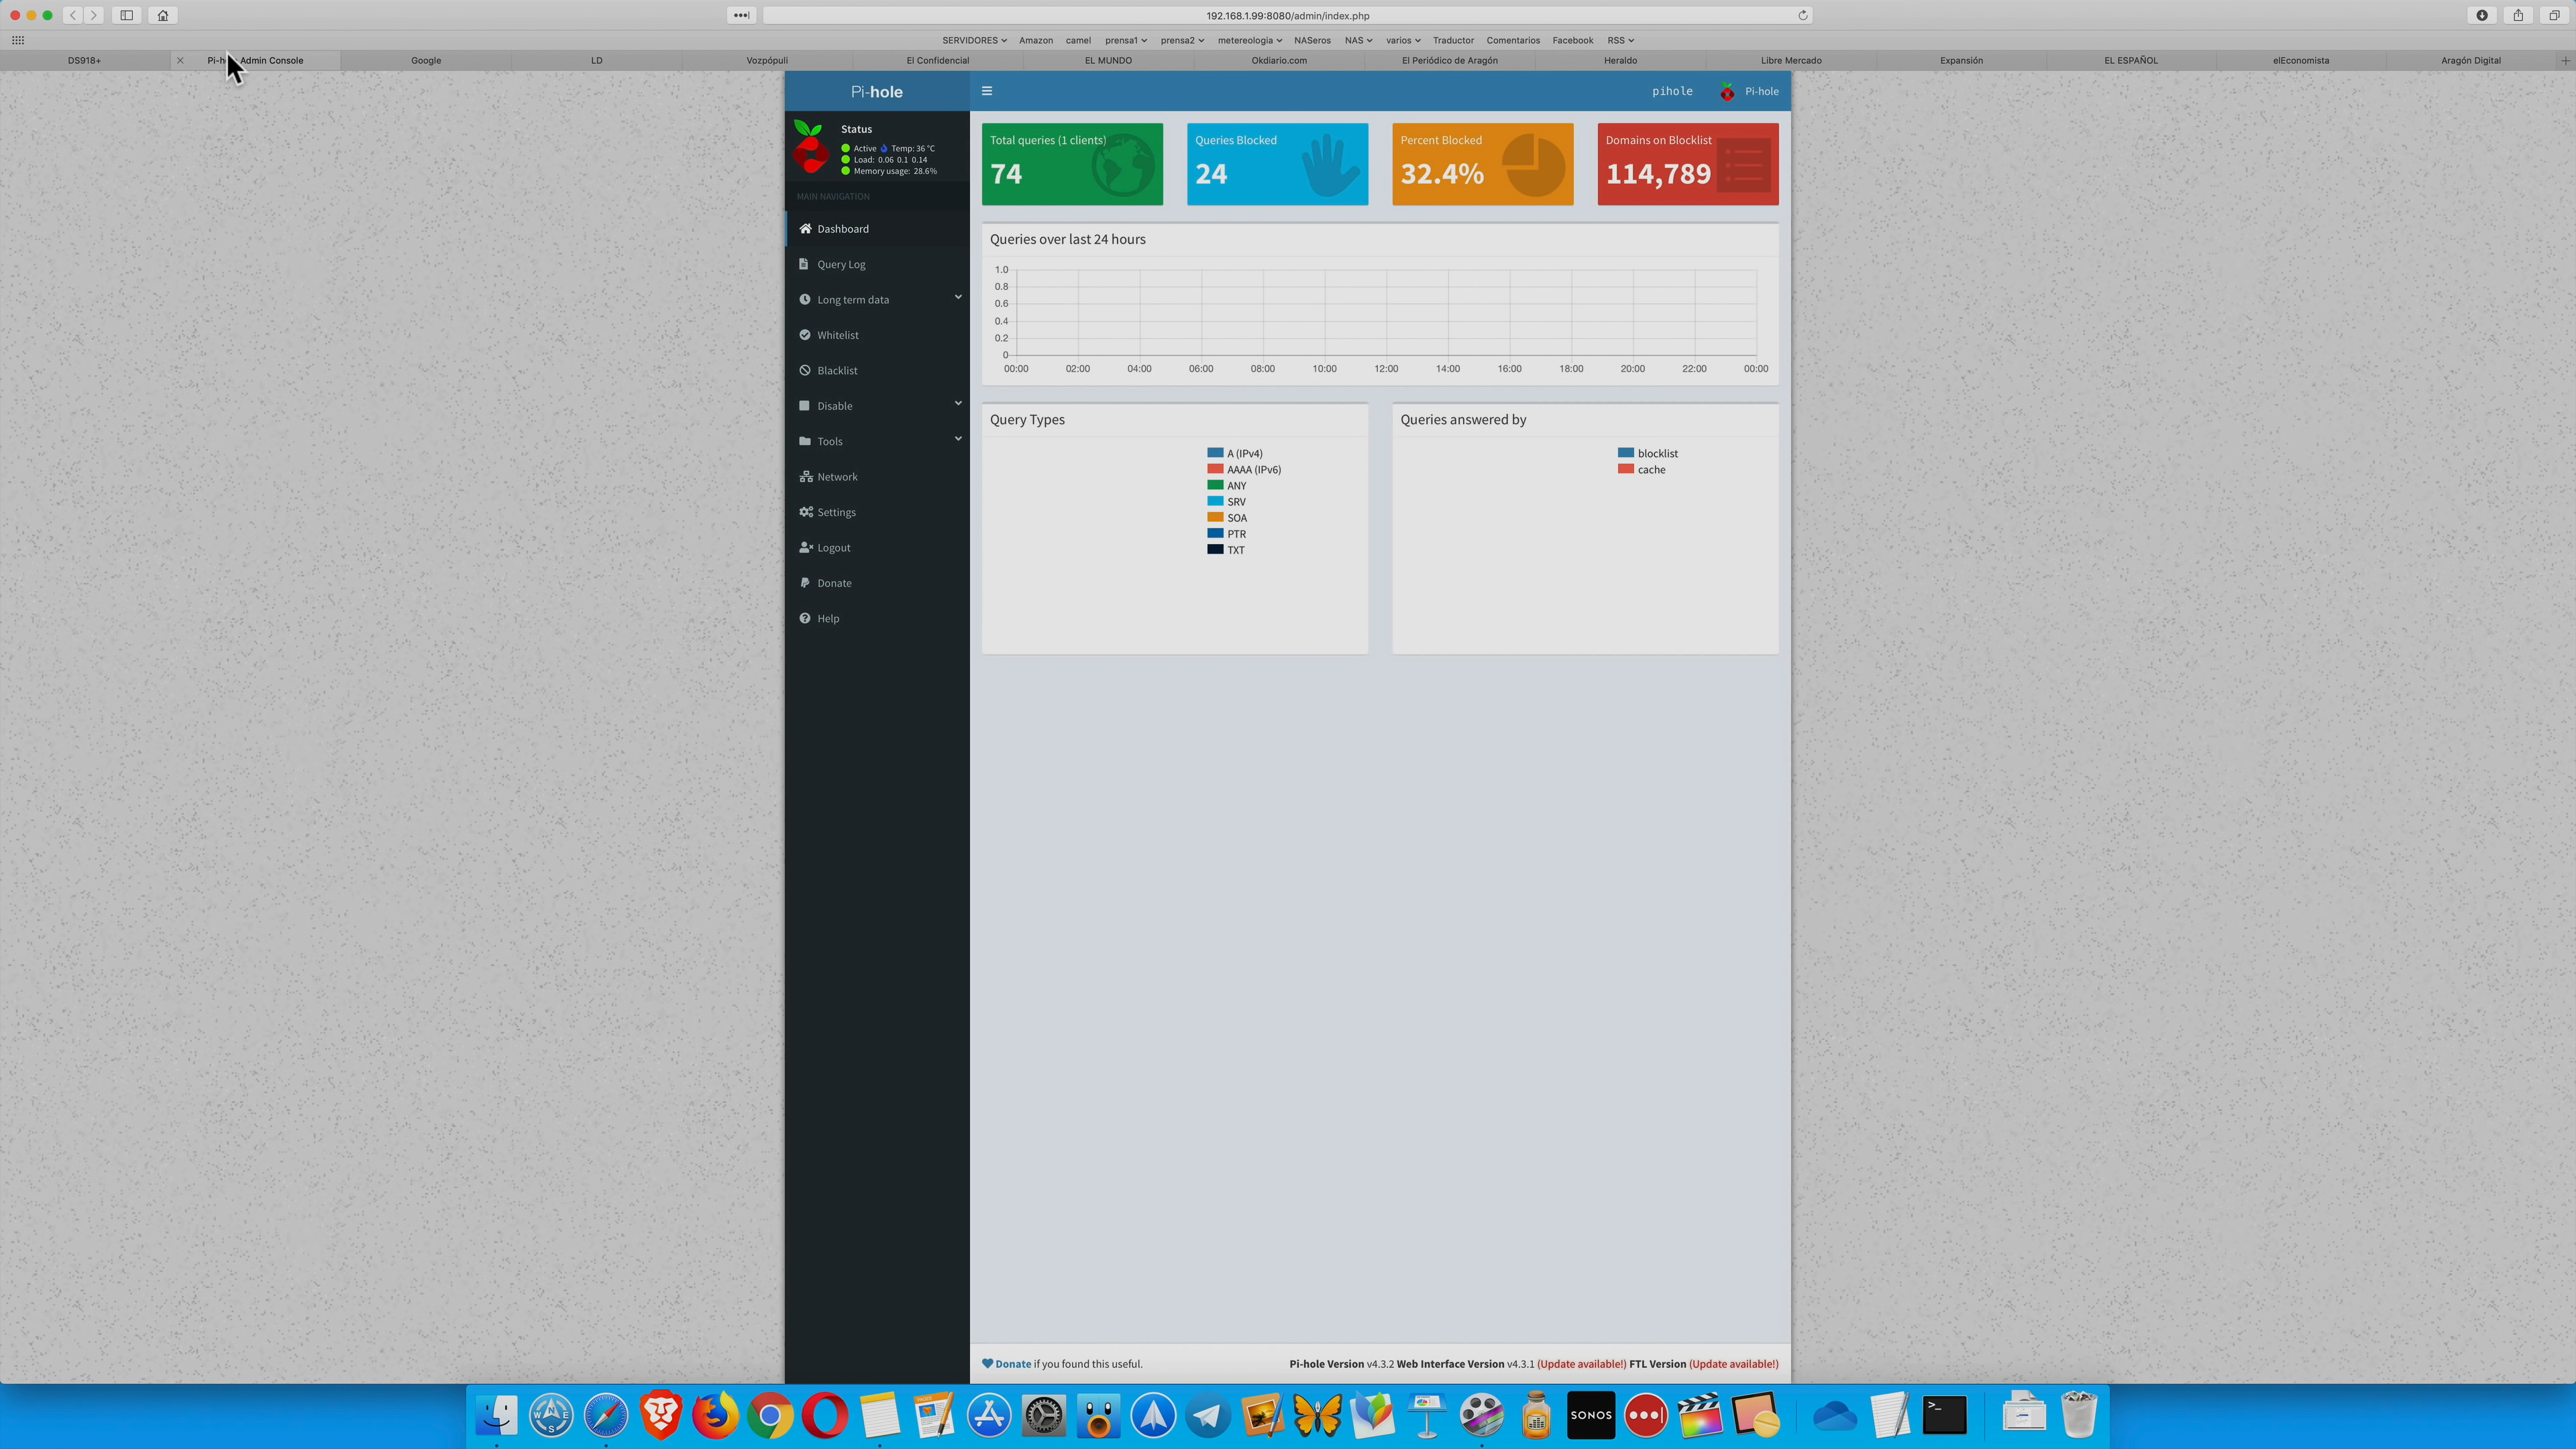 192.168.1.99:8080/admin/index.php
SERVIDORES Amazon camel prensa1 prensa2 metereologia NASeros NAS varios Traductor Comentarios Facebook RSS
DS918+ Admin Console Google LD Vozpópuli El Confidencial EL MUNDO Okdiario.com El Periódico de Aragón Heraldo Libre Mercado Expansión EL ESPAÑOL elEconomista Aragón Digital
Pi-hole
pihole Pi-hole
Status
Active Temp: 36 °C
Load: 0.06 0.1 0.14
Memory usage: 28.6%
MAIN NAVIGATION
Dashboard
Query Log
Long term data
Whitelist
Blacklist
Disable
Tools
Network
Settings
Logout
Donate
Help
Total queries (1 clients)
74
Queries Blocked
24
Percent Blocked
32.4%
Domains on Blocklist
114,789
Queries over last 24 hours
1.0
0.8
0.6
0.4
0.2
0
00:00 02:00 04:00 06:00 08:00 10:00 12:00 14:00 16:00 18:00 20:00 22:00 00:00
Query Types
A (IPv4)
AAAA (IPv6)
ANY
SRV
SOA
PTR
TXT
Queries answered by
blocklist
cache
Donate if you found this useful.
Pi-hole Version v4.3.2 Web Interface Version v4.3.1 (Update available!) FTL Version (Update available!)
SONOS